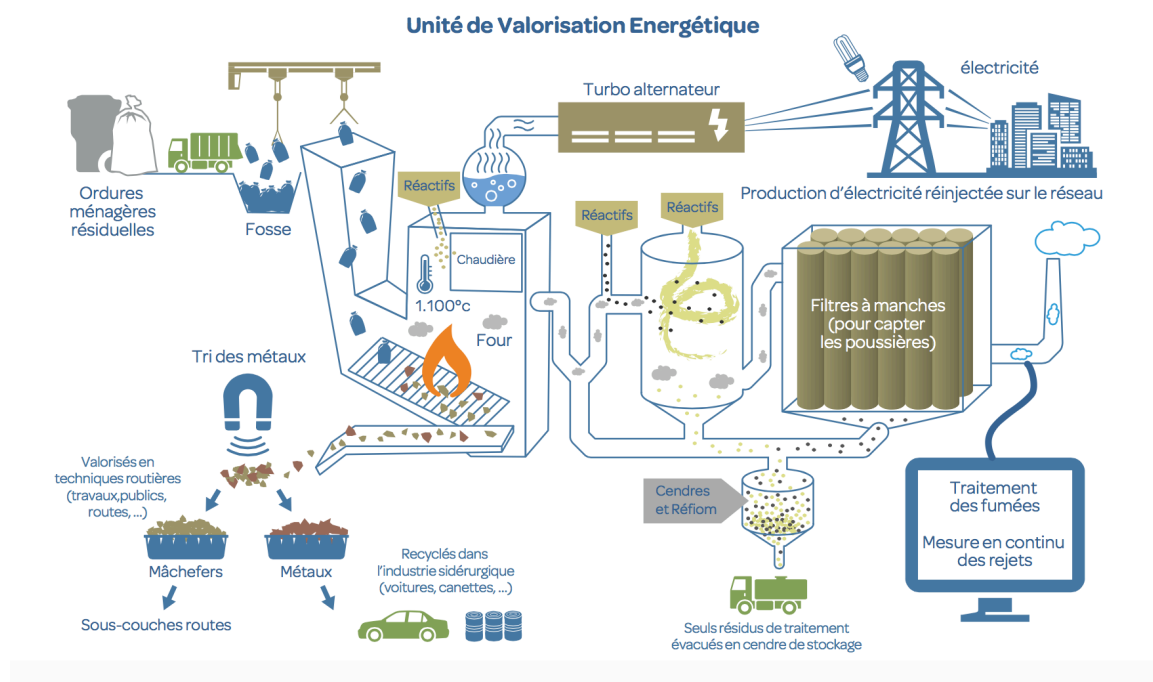 Unité de Valorisation Energétique
Turbo alternateur
électricité
Production d'électricité réinjectée sur le réseau
Ordures
ménagères
résiduelles
Fosse
Réactifs
Chaudière
1.100°c
Four
Réactifs
Réactifs
Filtres à manches
(pour capter
les poussières)
Tri des métaux
Valorisés en
techniques routières
(travaux,publics,
routes, ...)
Mâchefers
Métaux
Sous-couches routes
Recyclés dans
l'industrie sidérurgique
(voitures, canettes, ...)
Cendres
et Réfiom
Seuls résidus de traitement
évacués en cendre de stockage
Traitement
des fumées
Mesure en continu
des rejets